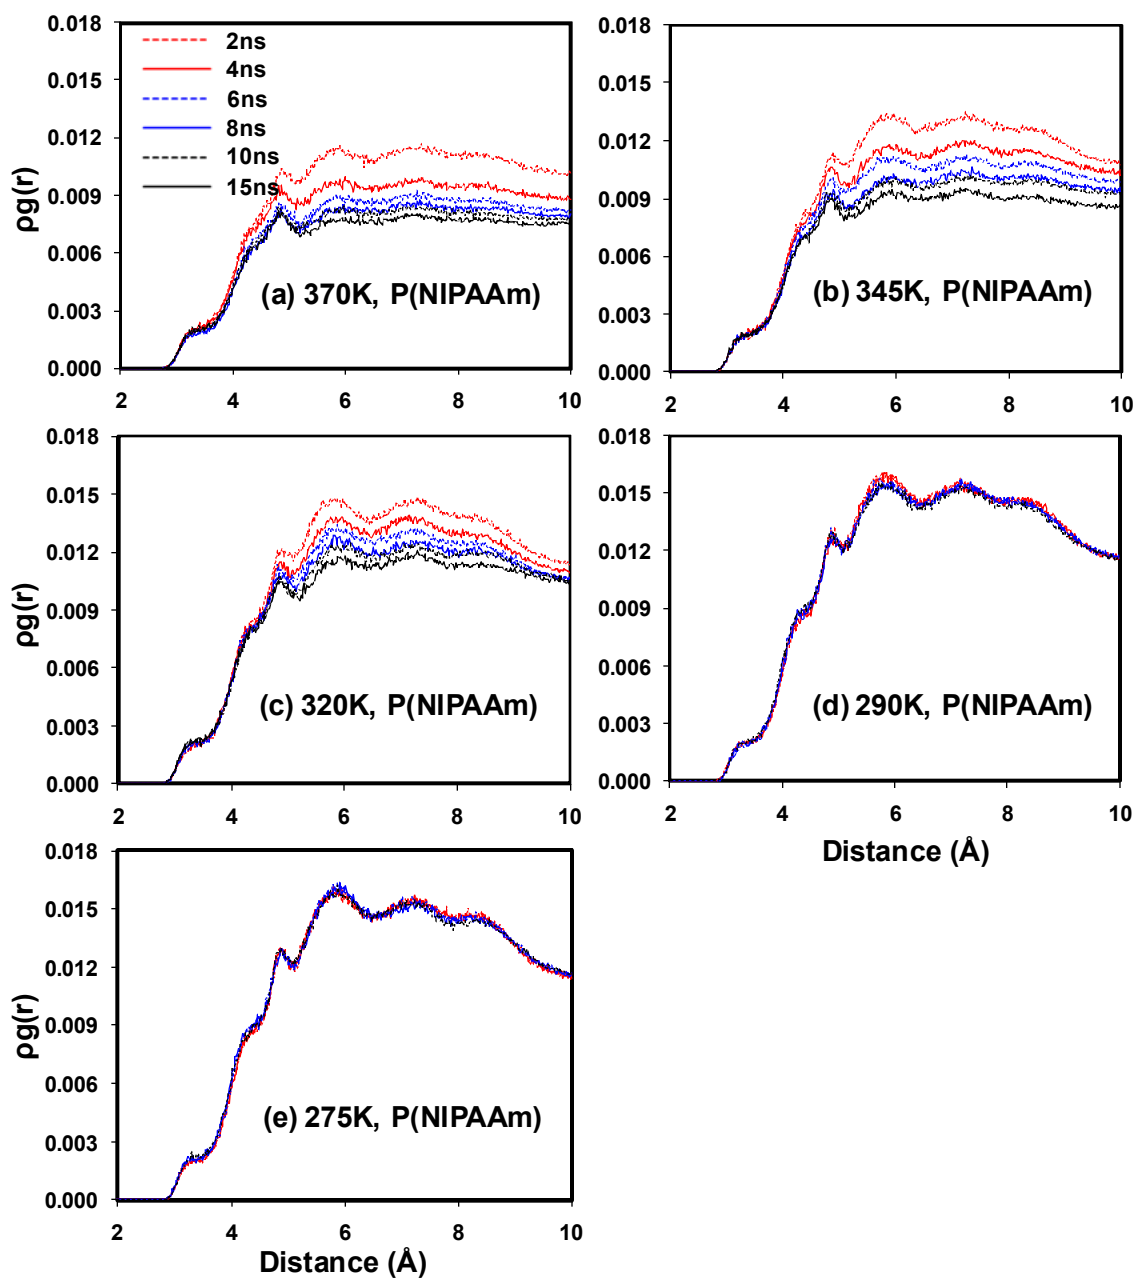 0.018
0.015
0.012
0.009
0.006
0.003
0.000
ρg(r)
2ns
4ns
6ns
8ns
10ns
15ns
(a) 370K, P(NIPAAm)
2 4 6 8 10
0.018
0.015
0.012
0.009
0.006
0.003
0.000
(b) 345K, P(NIPAAm)
2 4 6 8 10
0.018
0.015
0.012
0.009
0.006
0.003
0.000
ρg(r)
(c) 320K, P(NIPAAm)
2 4 6 8 10
0.018
0.015
0.012
0.009
0.006
0.003
0.000
(d) 290K, P(NIPAAm)
2 4 6 8 10
Distance (Å)
0.018
0.015
0.012
0.009
0.006
0.003
0.000
ρg(r)
(e) 275K, P(NIPAAm)
2 4 6 8 10
Distance (Å)